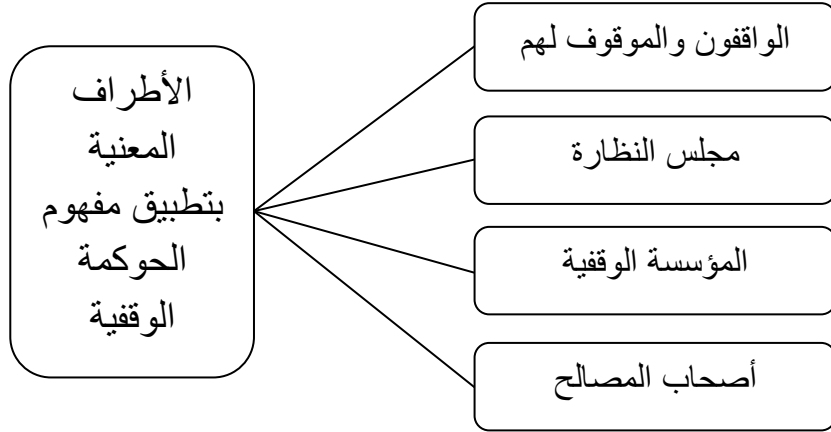 الأطراف
المعنية
بتطبيق مفهوم
الحوكمة
الوقفية
الواقفون والموقوف لهم
مجلس النظارة
المؤسسة الوقفية
أصحاب المصالح